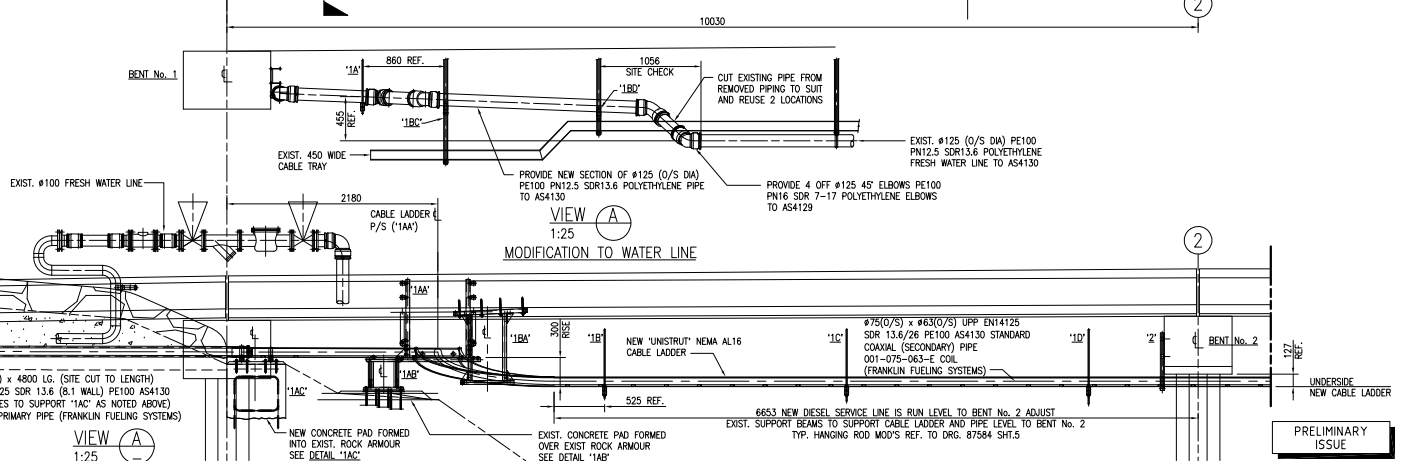 2
10030
BENT No. 1
'1A'
860 REF.
1056
SITE CHECK
'1BD'
CUT EXISTING PIPE FROM
REMOVED PIPING TO SUIT
AND REUSE 2 LOCATIONS
455
REF.
'1BC'
EXIST. 450 WIDE
CABLE TRAY
EXIST. ø125 (O/S DIA) PE100
PN12.5 SDR13.6 POLYETHYLENE
FRESH WATER LINE TO AS4130
PROVIDE NEW SECTION OF ø125 (O/S DIA)
PE100 PN12.5 SDR13.6 POLYETHYLENE PIPE
TO AS4130
PROVIDE 4 OFF ø125 45° ELBOWS PE100
PN16 SDR 7-17 POLYETHYLENE ELBOWS
TO AS4129
EXIST. ø100 FRESH WATER LINE
2180
CABLE LADDER
P/S ('1AA')
VIEW A
1:25
MODIFICATION TO WATER LINE
2
'1AA'
300
RISE
'1BA'
'1B'
NEW 'UNISTRUT' NEMA AL16
CABLE LADDER
'1C'
ø75(O/S) x ø63(O/S) UPP EN14125
SDR 13.6/26 PE100 AS4130 STANDARD
COAXIAL (SECONDARY) PIPE
001-075-063-E COIL
(FRANKLIN FUELING SYSTEMS)
'1D'
'2'
BENT No. 2
127
REF.
UNDERSIDE
NEW CABLE LADDER
) x 4800 LG. (SITE CUT TO LENGTH)
25 SDR 13.6 (8.1 WALL) PE100 AS4130
ES TO SUPPORT '1AC' AS NOTED ABOVE)
PRIMARY PIPE (FRANKLIN FUELING SYSTEMS)
'1AC'
'1AB'
525 REF.
6653 NEW DIESEL SERVICE LINE IS RUN LEVEL TO BENT No. 2 ADJUST
EXIST. SUPPORT BEAMS TO SUPPORT CABLE LADDER AND PIPE LEVEL TO BENT No. 2
TYP. HANGING ROD MOD'S REF. TO DRG. 87584 SHT.5
VIEW A
1:25
NEW CONCRETE PAD FORMED
INTO EXIST. ROCK ARMOUR
SEE DETAIL '1AC'
EXIST. CONCRETE PAD FORMED
OVER EXIST ROCK ARMOUR
SEE DETAIL '1AB'
PRELIMINARY
ISSUE